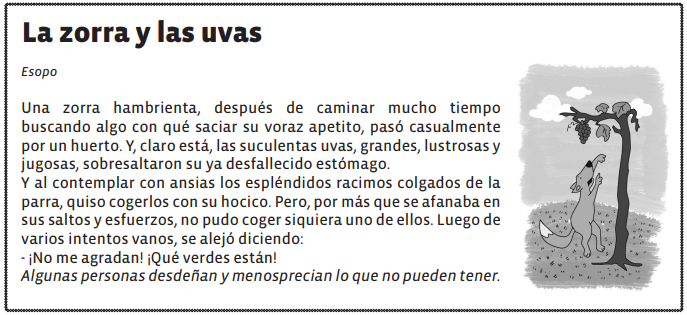 La zorra y las uvas
Esopo
Una zorra hambrienta, después de caminar mucho tiempo
buscando algo con qué saciar su voraz apetito, pasó casualmente
por un huerto. Y, claro está, las suculentas uvas, grandes, lustrosas y
jugosas, sobresaltaron su ya desfallecido estómago.
Y al contemplar con ansias los espléndidos racimos colgados de la
parra, quiso cogerlos con su hocico. Pero, por más que se afanaba en
sus saltos y esfuerzos, no pudo coger siquiera uno de ellos. Luego de
varios intentos vanos, se alejó diciendo:
- ¡No me agradan! ¡Qué verdes están!
Algunas personas desdeñan y menosprecian lo que no pueden tener.